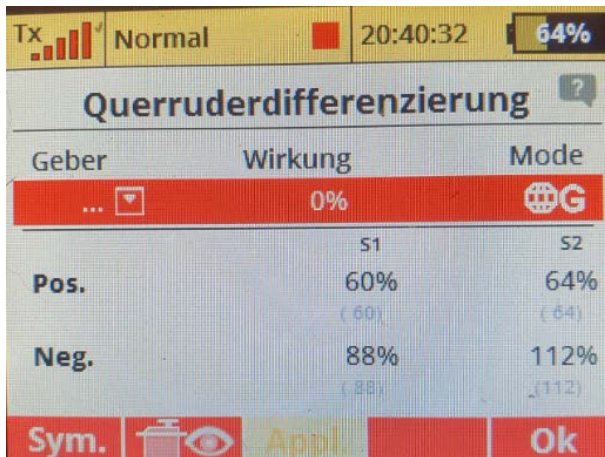 Tx Normal 20:40:32 64%
Querruderdifferenzierung ?
Geber Wirkung Mode
... 0% G
S1 S2
Pos. 60% 64%
(60) (64)
Neg. 88% 112%
(88) (112)
Sym. Appl. Ok